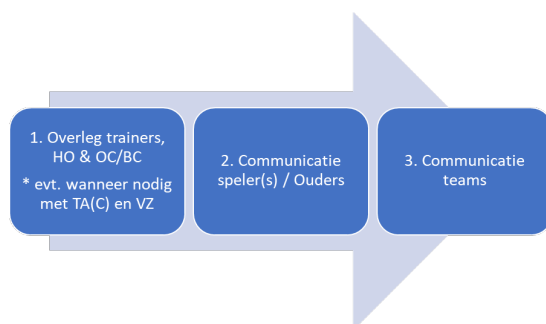 1. Overleg trainers,
HO & OC/BC
* evt. wanneer nodig
met TA(C) en VZ
2. Communicatie
speler(s) / Ouders
3. Communicatie
teams